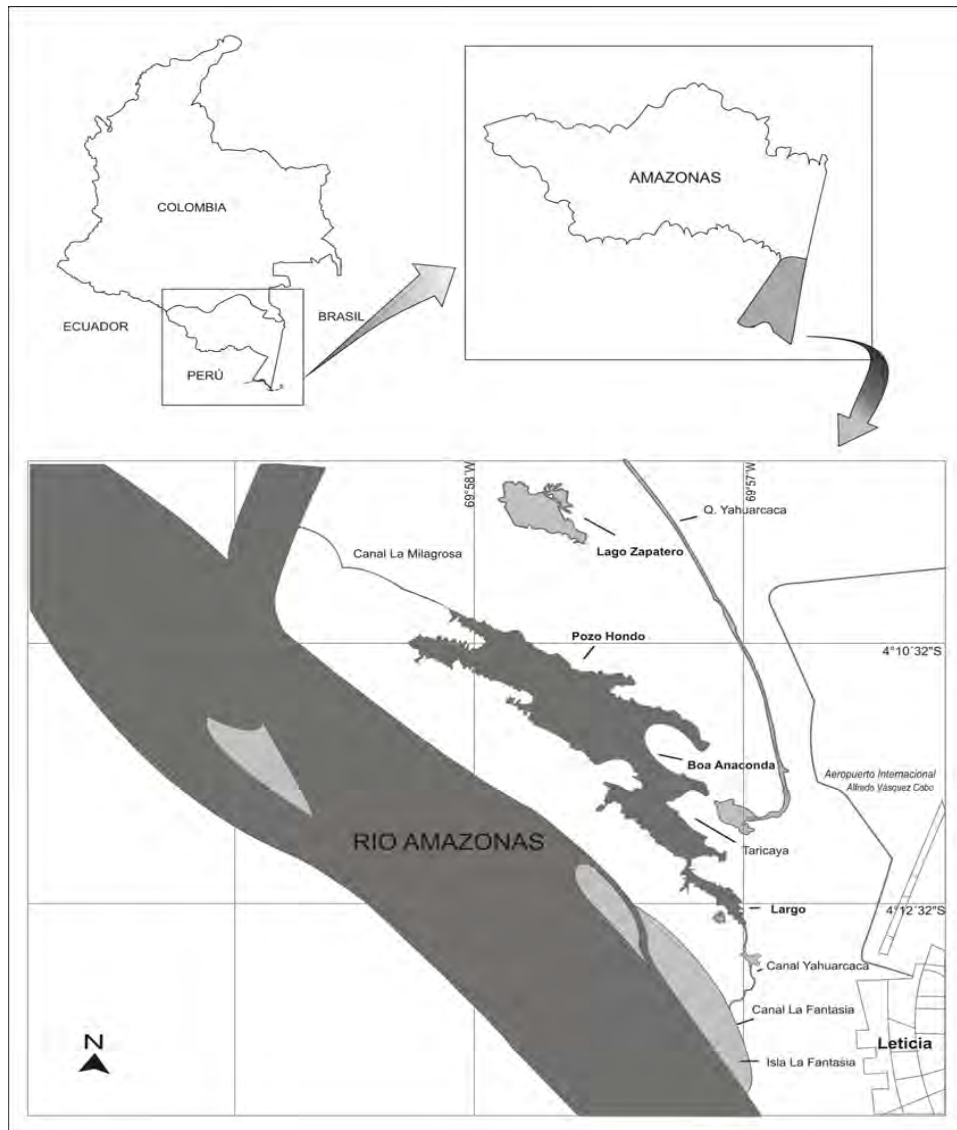 COLOMBIA
ECUADOR
PERÚ
BRASIL
AMAZONAS
69°58´W
69°57´W
Q. Yahuarcaca
Lago Zapatero
Canal La Milagrosa
Pozo Hondo
4°10´32"S
Boa Anaconda
Aeropuerto Internacional
Alfredo Vásquez Cobo
RIO AMAZONAS
Taricaya
Largo
4°12´32"S
Canal Yahuarcaca
Canal La Fantasia
Leticia
Isla La Fantasia
N